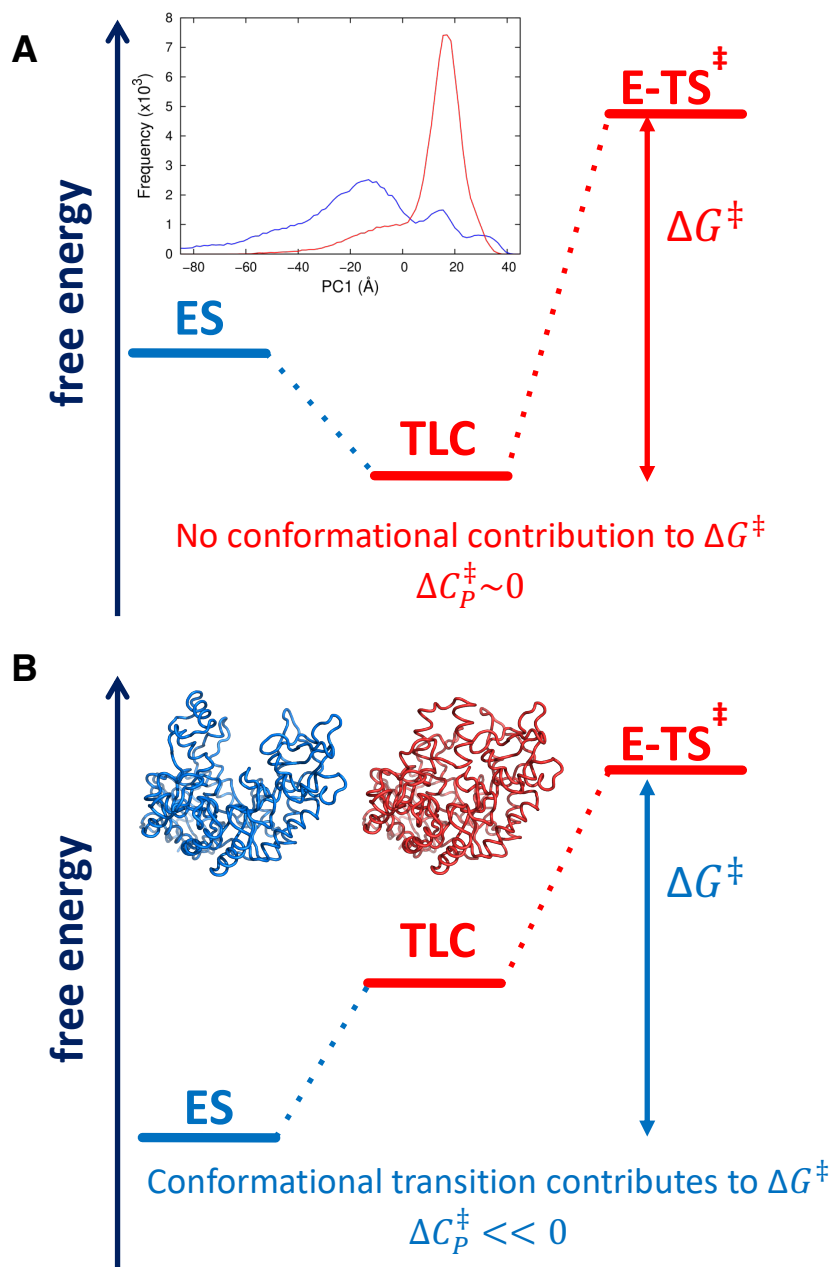 A
free energy
Frequency (x10³)
8
7
6
5
4
3
2
1
0
−80 −60 −40 −20 0 20 40
PC1 (Å)
E-TS‡
ΔG‡
ES
TLC
No conformational contribution to ΔG‡
ΔC‡P~0
B
free energy
E-TS‡
ΔG‡
TLC
ES
Conformational transition contributes to ΔG‡
ΔC‡P << 0